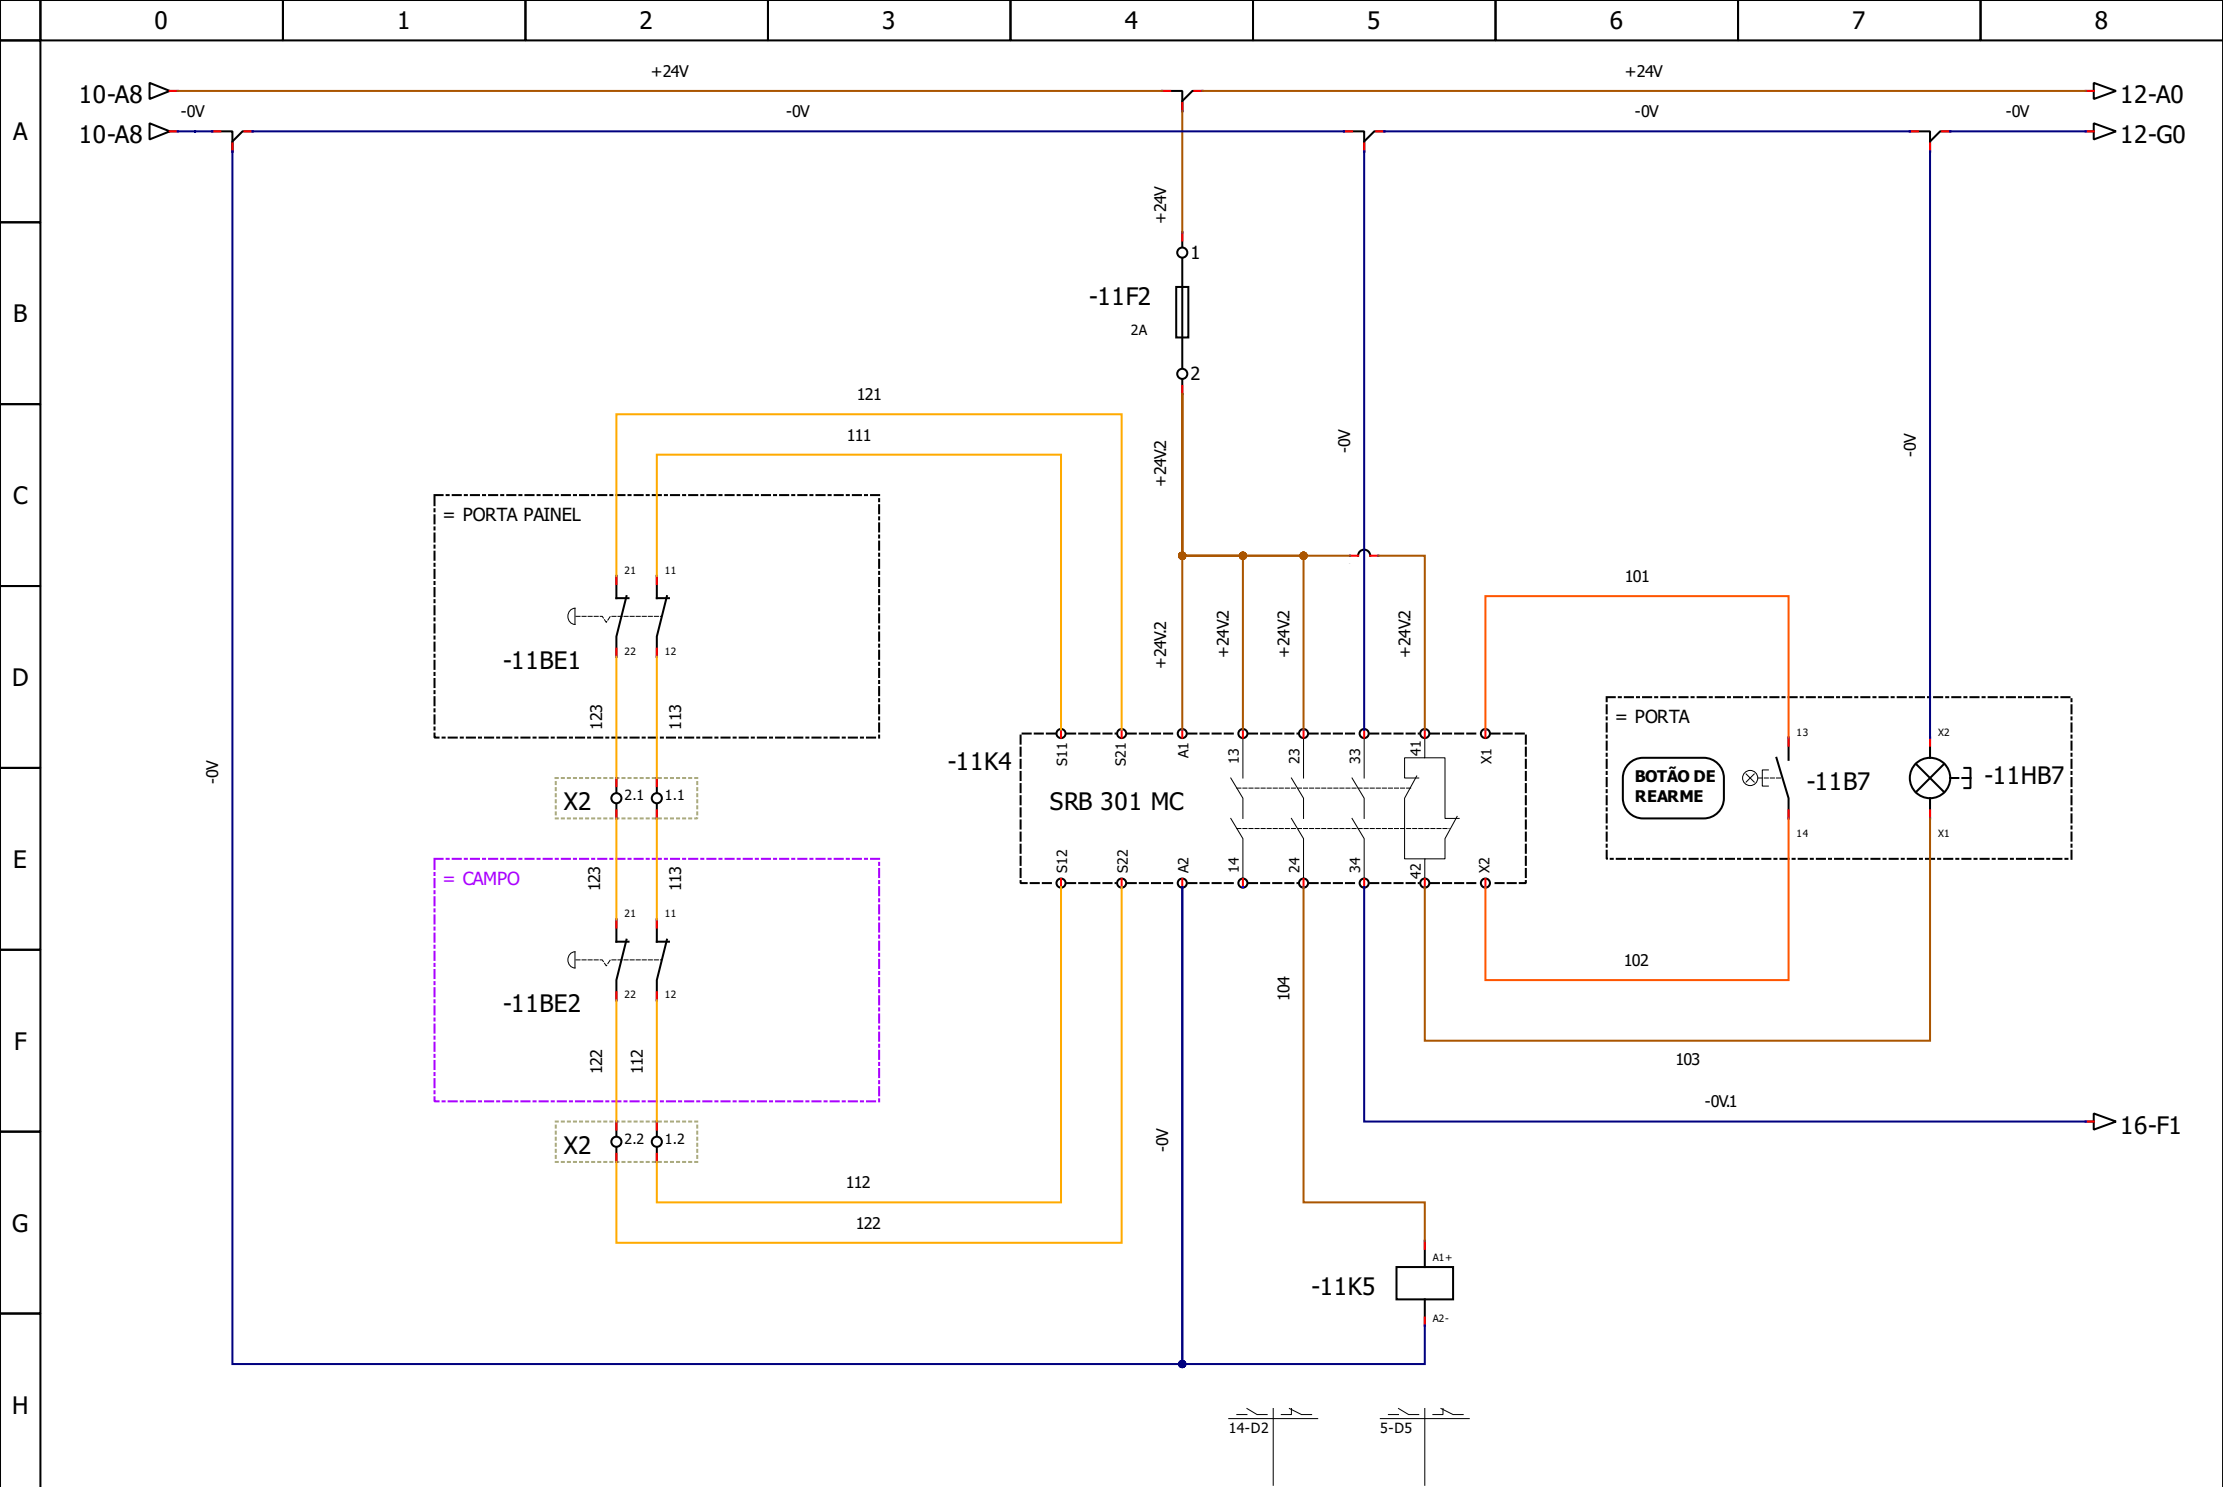 0 1 2 3 4 5 6 7 8
A
B
C
D
E
F
G
H
+24V +24V
10-A8 12-A0
-0V -0V -0V -0V
10-A8 12-G0
+24V
1
-11F2
2A
2
121
111
+24V.2
-0V
-0V
= PORTA PAINEL
21 11
-11BE1
22 12
123 113
+24V.2 +24V.2 +24V.2 +24V.2
101
= PORTA
13 X2
BOTÃO DE
REARME
-11B7
-11HB7
14 X1
-11K4
S11 S21 A1 13 23 33 41 X1
SRB 301 MC
S12 S22 A2 14 24 34 42 X2
-0V
X2 2.1 1.1
= CAMPO
123 113
21 11
-11BE2
22 12
122 112
X2 2.2 1.2
102
104
103
-0V.1
16-F1
-0V
112
122
A1+
-11K5
A2-
14-D2 5-D5